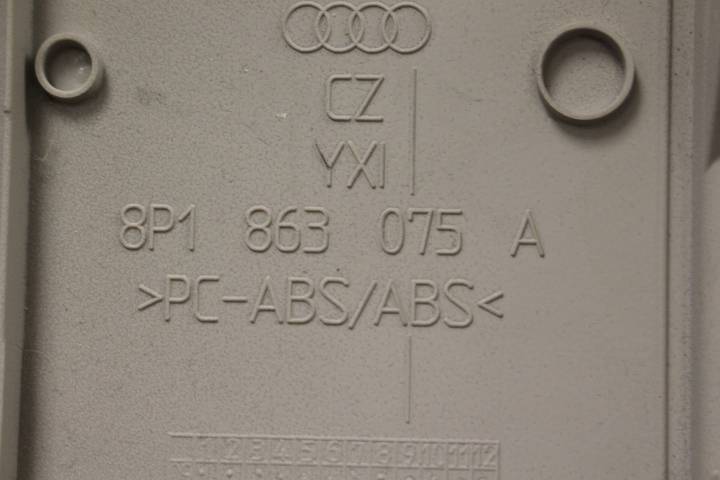 CZ
YXI
8P1 863 075 A
>PC-ABS/ABS<
1 2 3 4 5 6 7 8 9 10 11 12